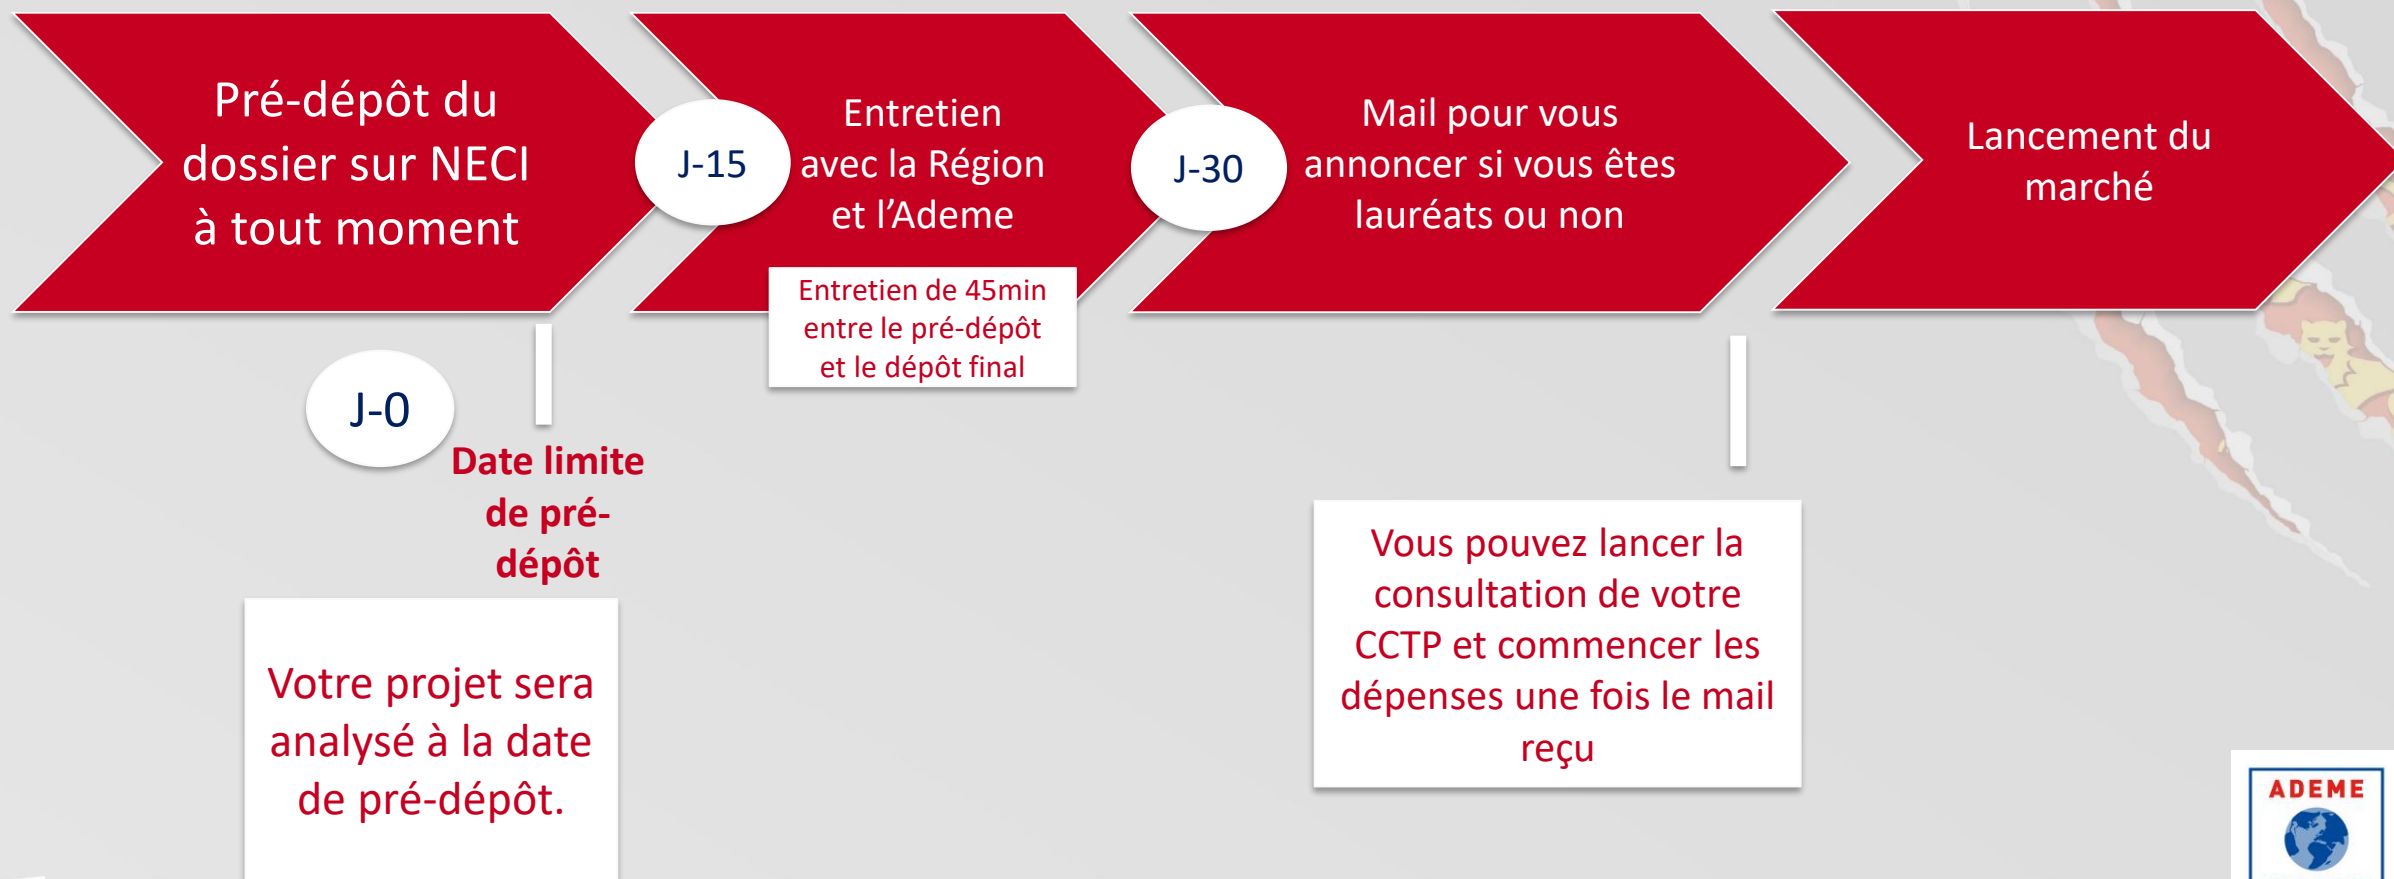 Pré-dépôt du
dossier sur NECI
à tout moment
J-15
Entretien
avec la Région
et l'Ademe
Entretien de 45min
entre le pré-dépôt
et le dépôt final
J-30
Mail pour vous
annoncer si vous êtes
lauréats ou non
Lancement du
marché
J-0
Date limite
de pré-
dépôt
Votre projet sera
analysé à la date
de pré-dépôt.
Vous pouvez lancer la
consultation de votre
CCTP et commencer les
dépenses une fois le mail
reçu
ADEME